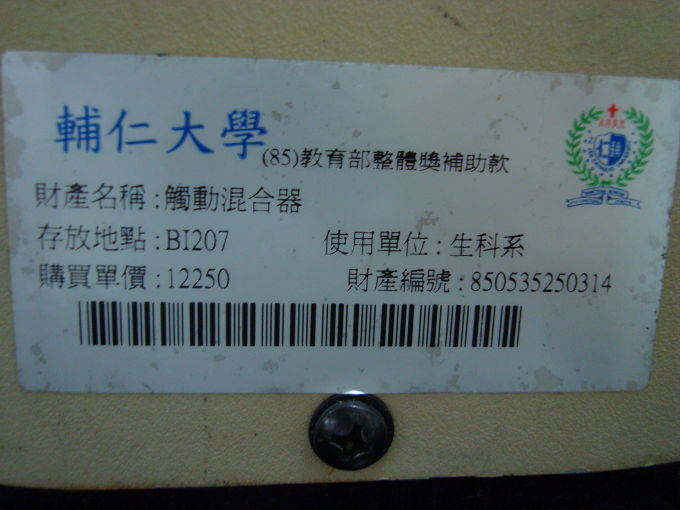 輔仁大學 (85)教育部整體獎補助款
財產名稱:觸動混合器
存放地點:BI207 使用單位:生科系
購買單價:12250 財產編號:850535250314